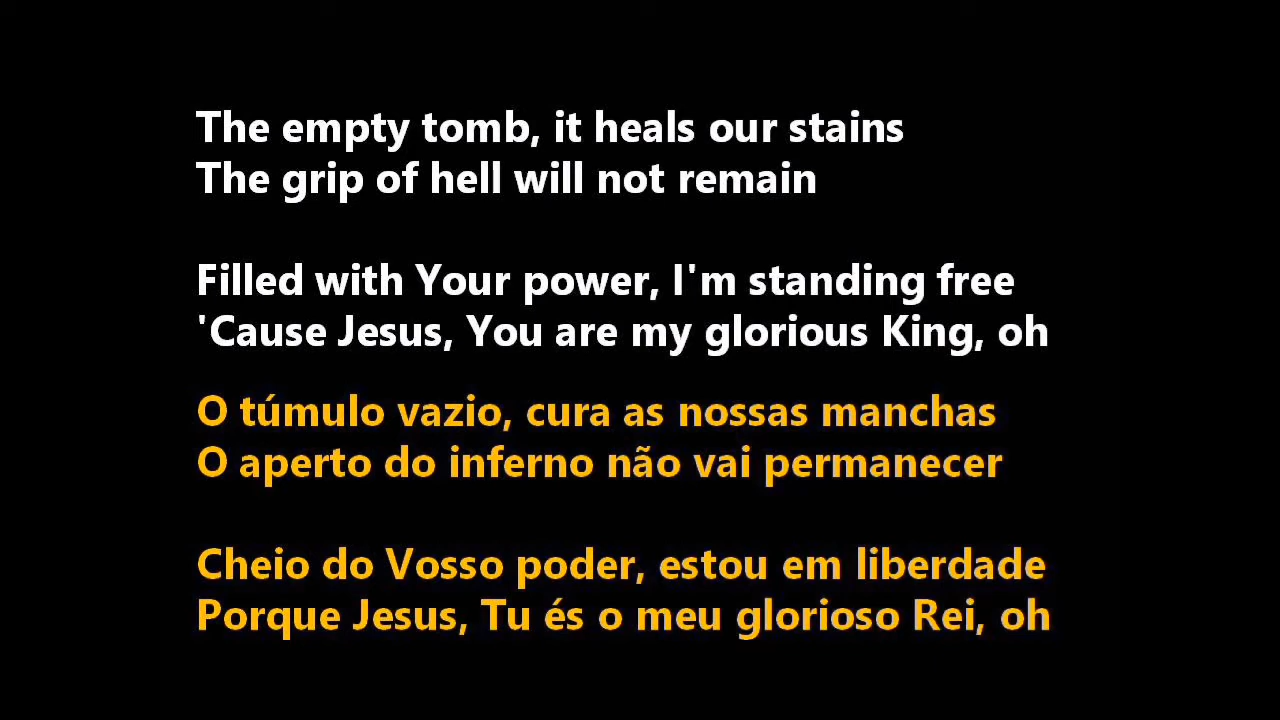 The empty tomb, it heals our stains
The grip of hell will not remain
Filled with Your power, I'm standing free
'Cause Jesus, You are my glorious King, oh
O túmulo vazio, cura as nossas manchas
O aperto do inferno não vai permanecer
Cheio do Vosso poder, estou em liberdade
Porque Jesus, Tu és o meu glorioso Rei, oh